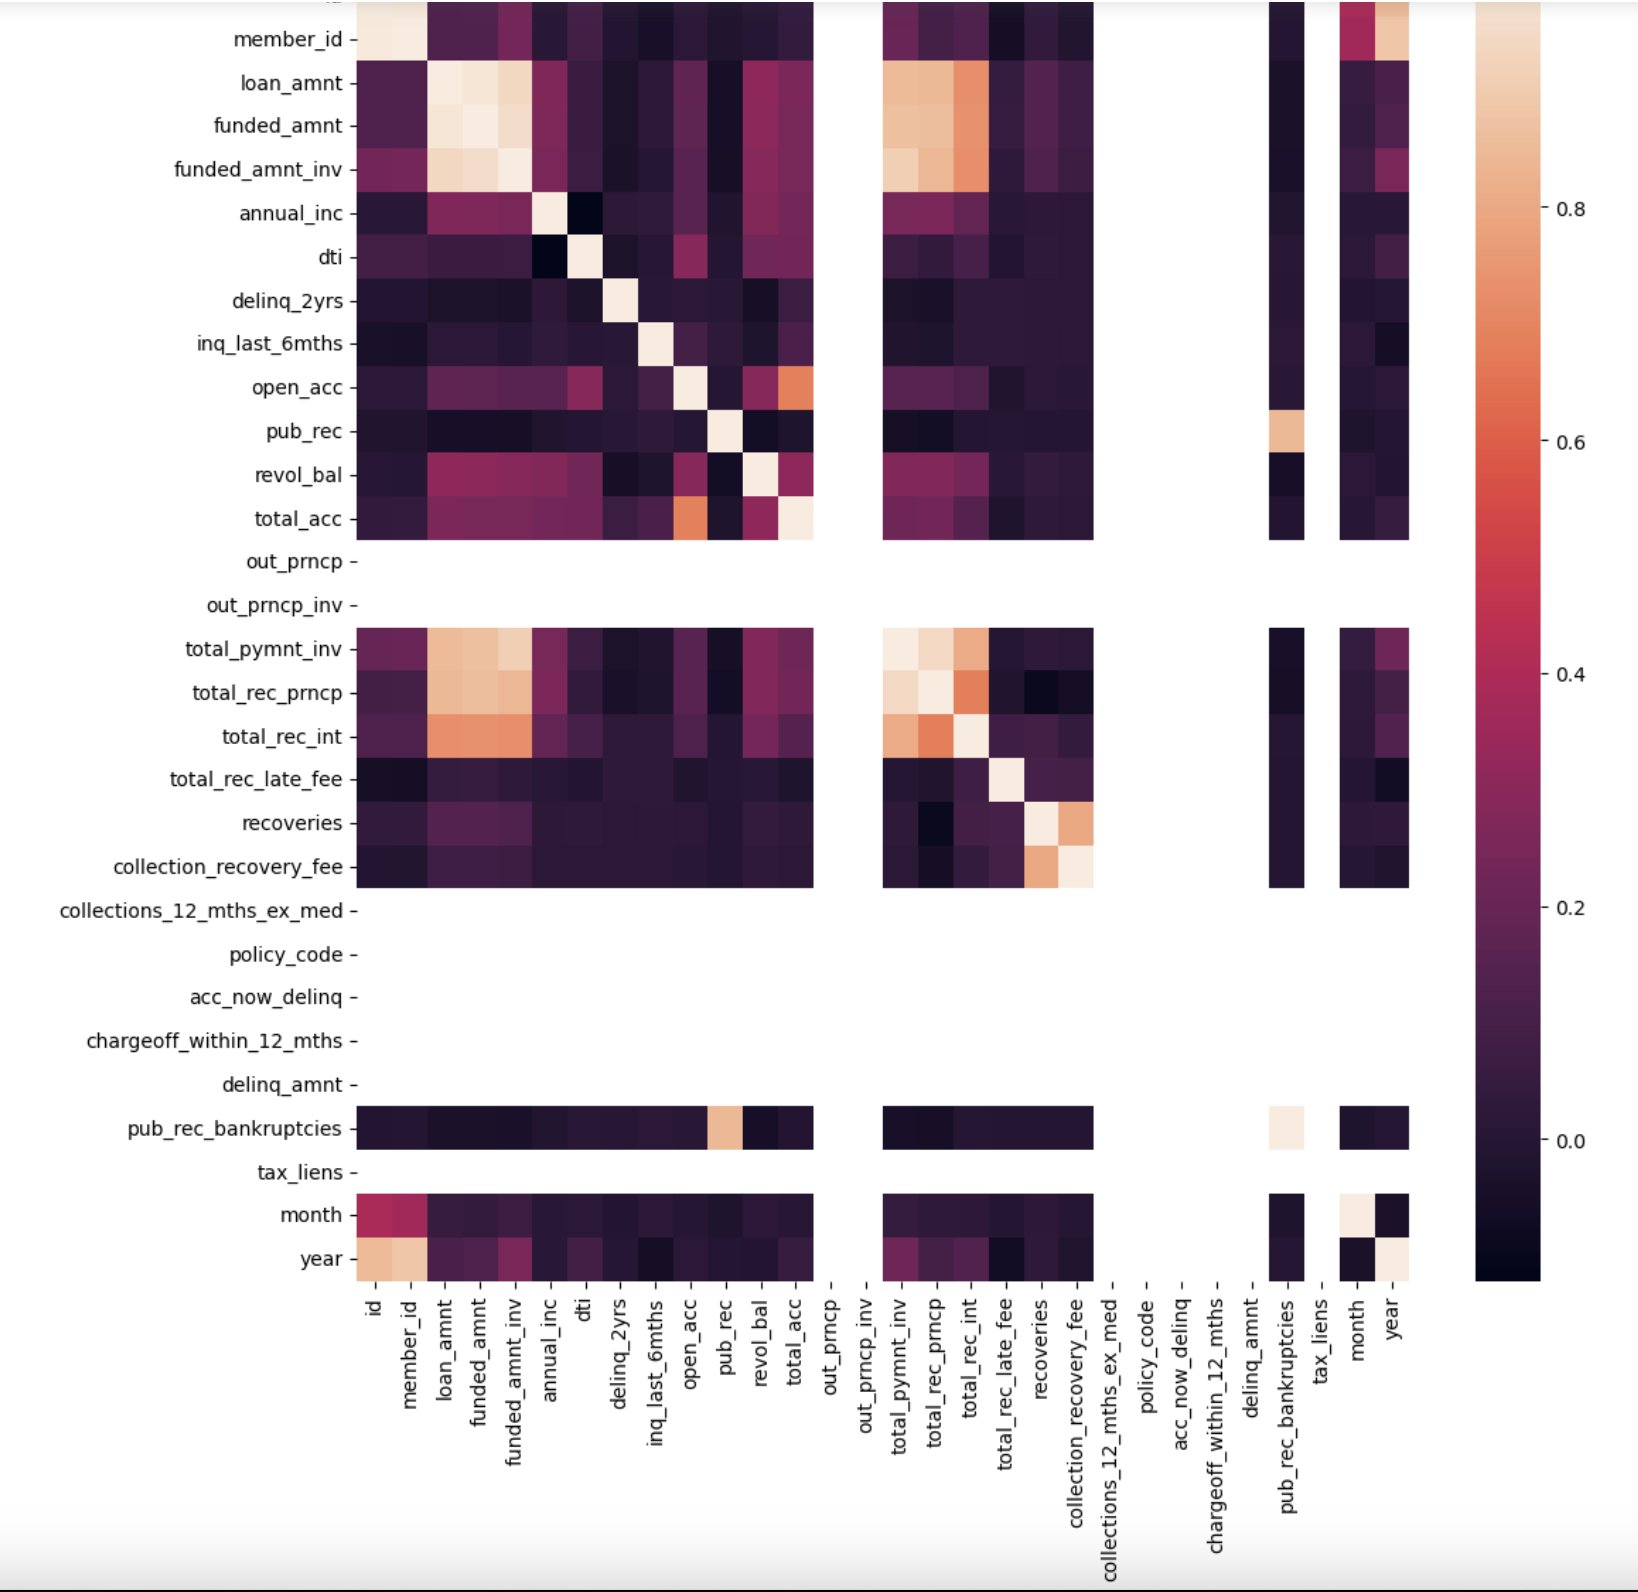 member_id
loan_amnt
funded_amnt
funded_amnt_inv
annual_inc
dti
delinq_2yrs
inq_last_6mths
open_acc
pub_rec
revol_bal
total_acc
out_prncp
out_prncp_inv
total_pymnt_inv
total_rec_prncp
total_rec_int
total_rec_late_fee
recoveries
collection_recovery_fee
collections_12_mths_ex_med
policy_code
acc_now_delinq
chargeoff_within_12_mths
delinq_amnt
pub_rec_bankruptcies
tax_liens
month
year
id
member_id
loan_amnt
funded_amnt
funded_amnt_inv
annual_inc
dti
delinq_2yrs
inq_last_6mths
open_acc
pub_rec
revol_bal
total_acc
out_prncp
out_prncp_inv
total_pymnt_inv
total_rec_prncp
total_rec_int
total_rec_late_fee
recoveries
collection_recovery_fee
collections_12_mths_ex_med
policy_code
acc_now_delinq
chargeoff_within_12_mths
delinq_amnt
pub_rec_bankruptcies
tax_liens
month
year
0.8
0.6
0.4
0.2
0.0